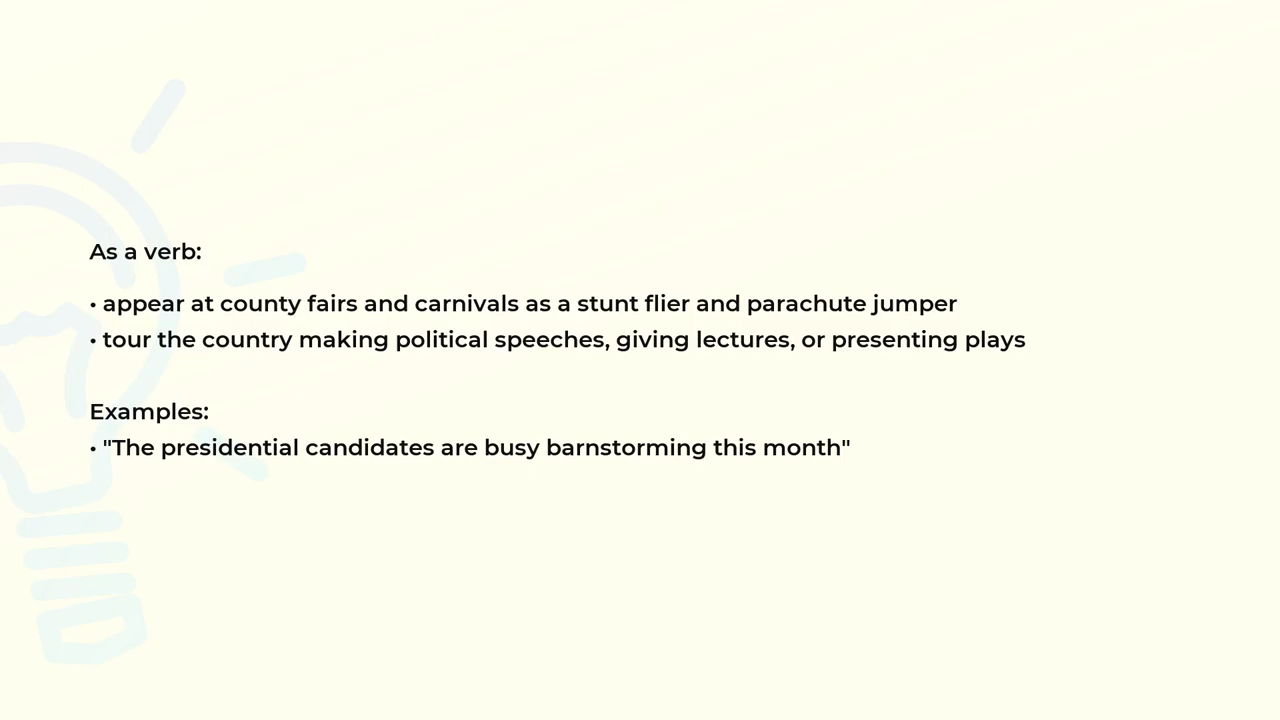 As a verb:
• appear at county fairs and carnivals as a stunt flier and parachute jumper
• tour the country making political speeches, giving lectures, or presenting plays
Examples:
• "The presidential candidates are busy barnstorming this month"